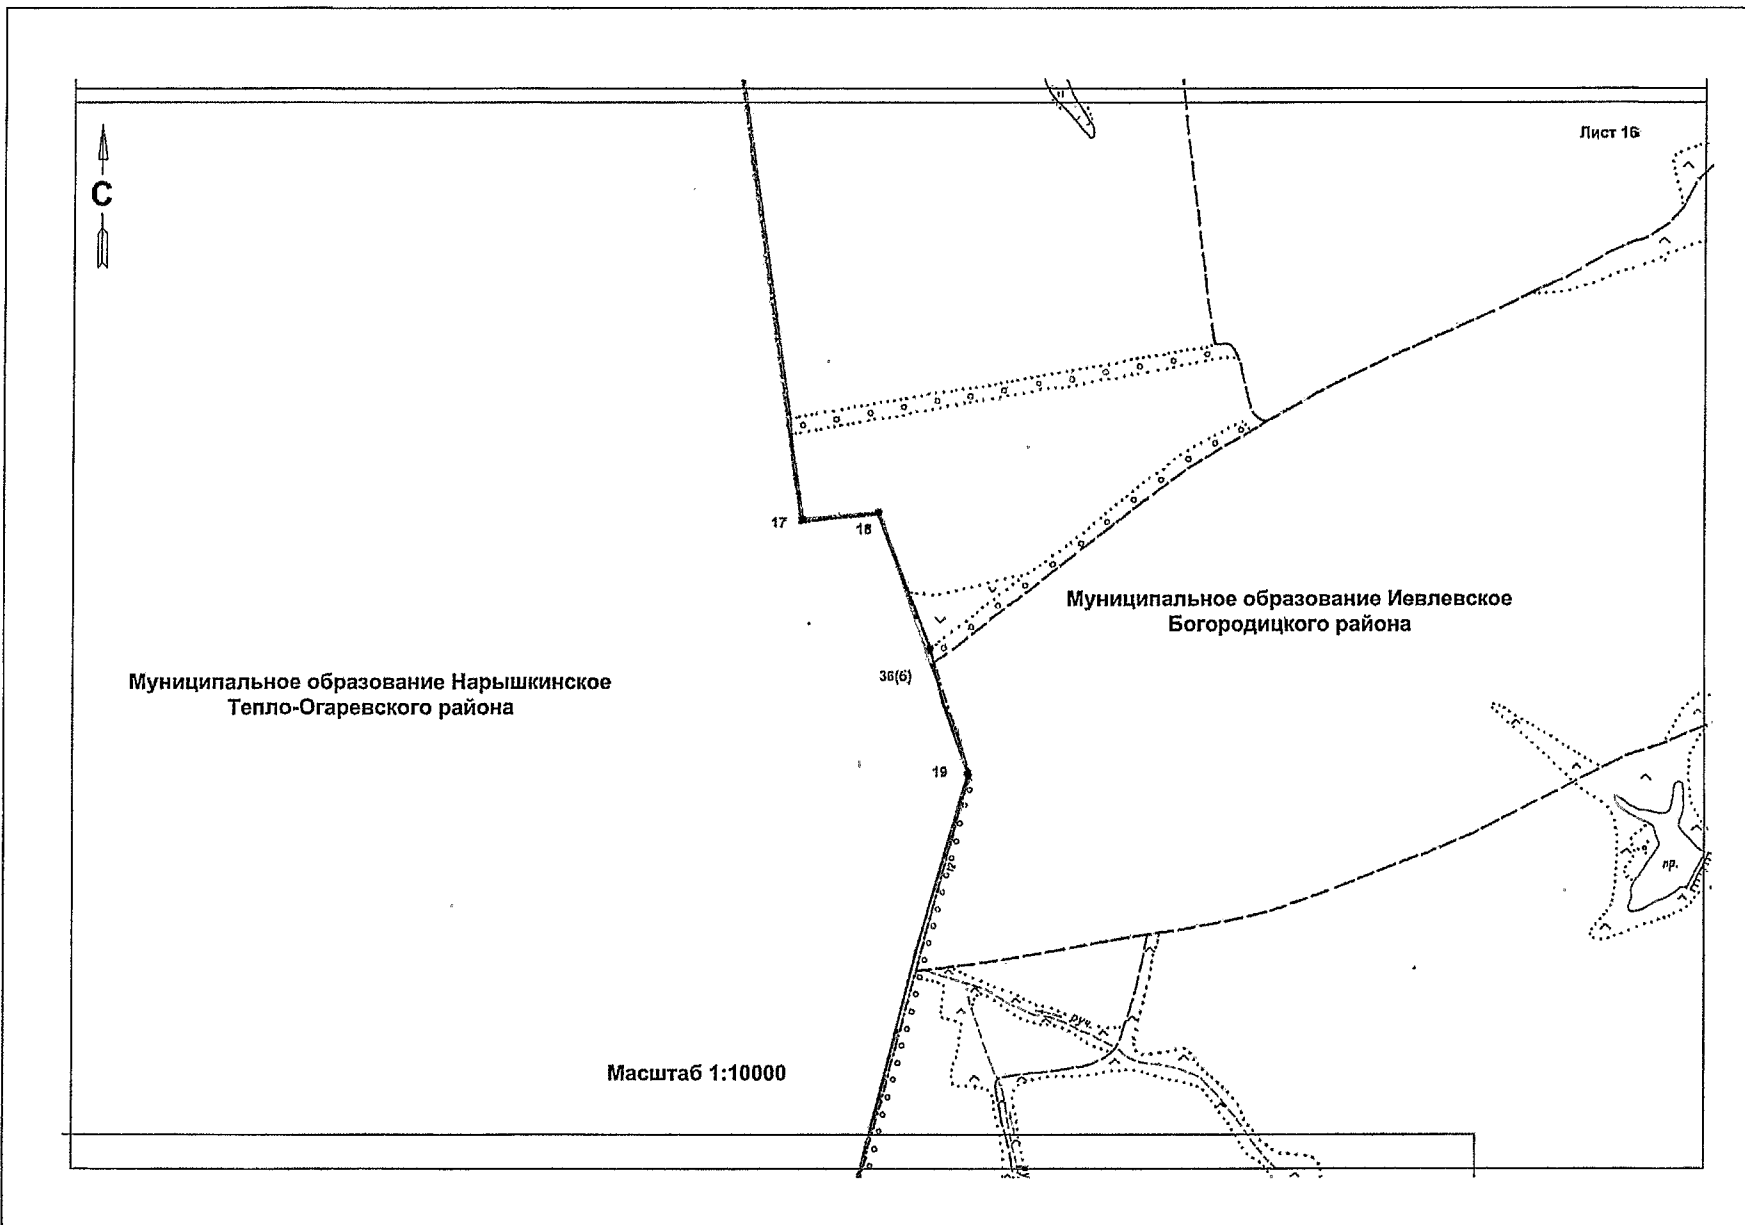 Лист 16
С
17
18
Муниципальное образование Иевлевское
Богородицкого района
36(6)
Муниципальное образование Нарышкинское
Тепло-Огаревского района
19
12
пр.
руч.
Масштаб 1:10000